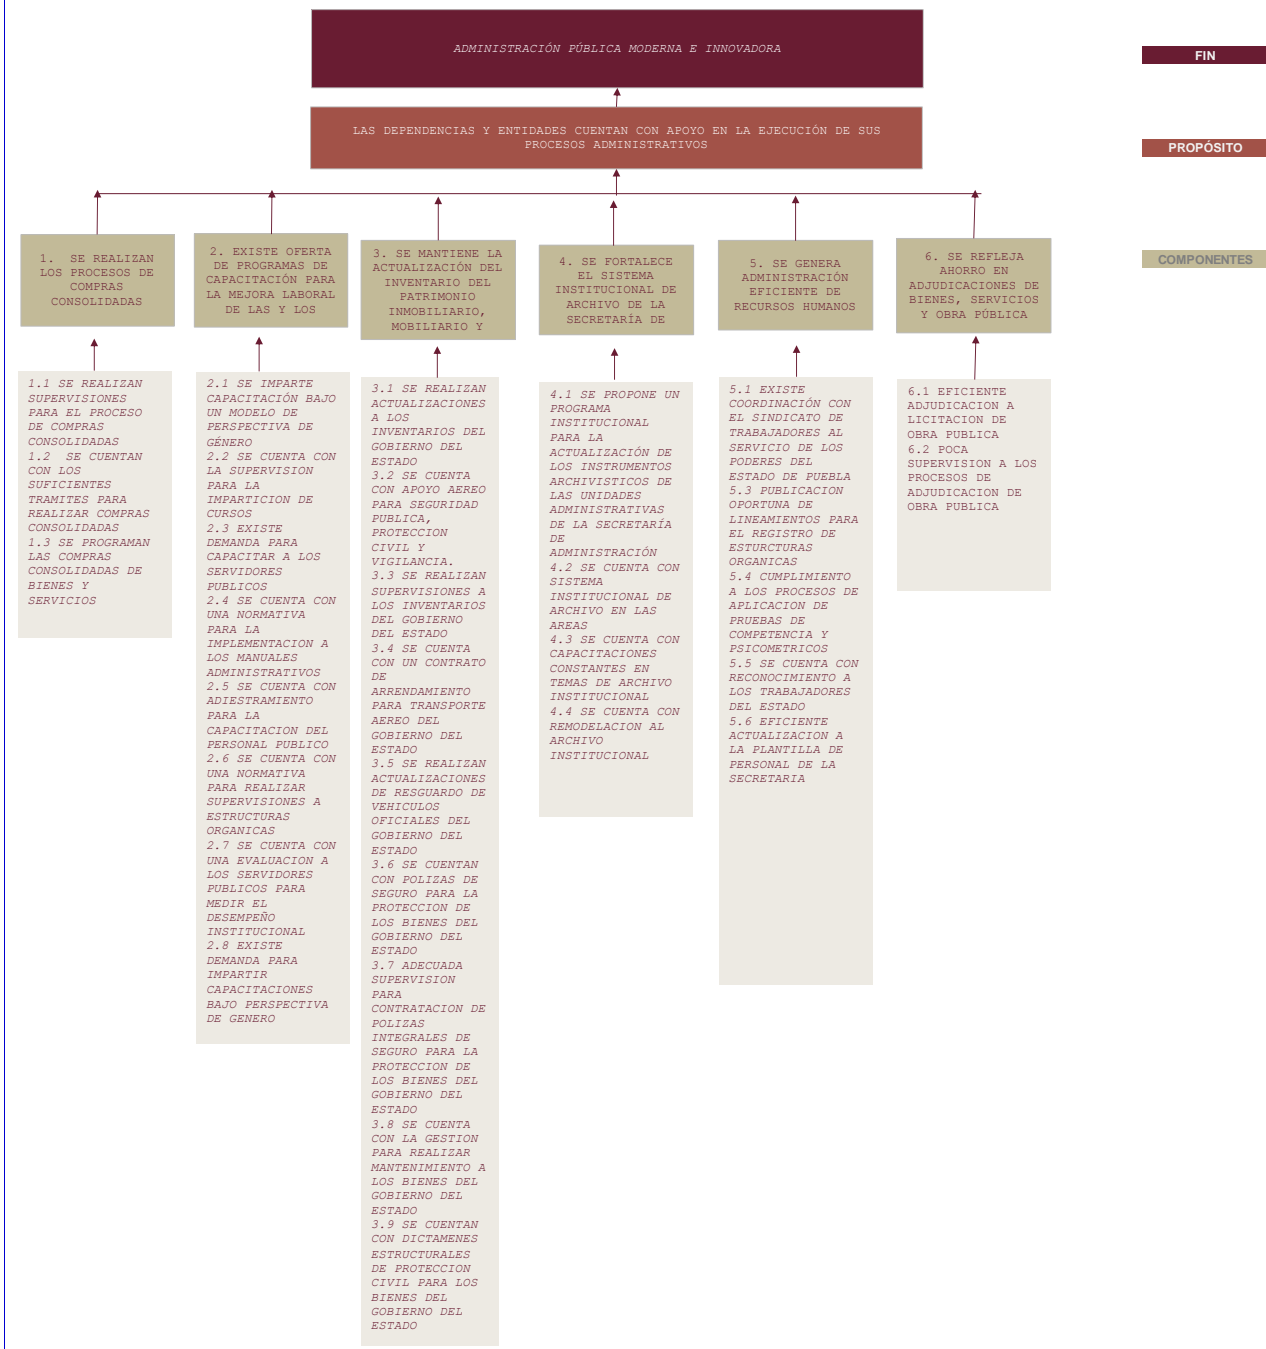 ADMINISTRACIÓN PÚBLICA MODERNA E INNOVADORA
FIN
LAS DEPENDENCIAS Y ENTIDADES CUENTAN CON APOYO EN LA EJECUCIÓN DE SUS
PROCESOS ADMINISTRATIVOS
PROPÓSITO
1. SE REALIZAN
LOS PROCESOS DE
COMPRAS
CONSOLIDADAS
2. EXISTE OFERTA
DE PROGRAMAS DE
CAPACITACIÓN PARA
LA MEJORA LABORAL
DE LAS Y LOS
3. SE MANTIENE LA
ACTUALIZACIÓN DEL
INVENTARIO DEL
PATRIMONIO
INMOBILIARIO,
MOBILIARIO Y
4. SE FORTALECE
EL SISTEMA
INSTITUCIONAL DE
ARCHIVO DE LA
SECRETARÍA DE
5. SE GENERA
ADMINISTRACIÓN
EFICIENTE DE
RECURSOS HUMANOS
6. SE REFLEJA
AHORRO EN
ADJUDICACIONES DE
BIENES, SERVICIOS
Y OBRA PÚBLICA
COMPONENTES
1.1 SE REALIZAN
SUPERVISIONES
PARA EL PROCESO
DE COMPRAS
CONSOLIDADAS
1.2 SE CUENTAN
CON LOS
SUFICIENTES
TRAMITES PARA
REALIZAR COMPRAS
CONSOLIDADAS
1.3 SE PROGRAMAN
LAS COMPRAS
CONSOLIDADAS DE
BIENES Y
SERVICIOS
2.1 SE IMPARTE
CAPACITACIÓN BAJO
UN MODELO DE
PERSPECTIVA DE
GÉNERO
2.2 SE CUENTA CON
LA SUPERVISION
PARA LA
IMPARTICION DE
CURSOS
2.3 EXISTE
DEMANDA PARA
CAPACITAR A LOS
SERVIDORES
PUBLICOS
2.4 SE CUENTA CON
UNA NORMATIVA
PARA LA
IMPLEMENTACION A
LOS MANUALES
ADMINISTRATIVOS
2.5 SE CUENTA CON
ADIESTRAMIENTO
PARA LA
CAPACITACION DEL
PERSONAL PUBLICO
2.6 SE CUENTA CON
UNA NORMATIVA
PARA REALIZAR
SUPERVISIONES A
ESTRUCTURAS
ORGANICAS
2.7 SE CUENTA CON
UNA EVALUACION A
LOS SERVIDORES
PUBLICOS PARA
MEDIR EL
DESEMPEÑO
INSTITUCIONAL
2.8 EXISTE
DEMANDA PARA
IMPARTIR
CAPACITACIONES
BAJO PERSPECTIVA
DE GENERO
3.1 SE REALIZAN
ACTUALIZACIONES
A LOS
INVENTARIOS DEL
GOBIERNO DEL
ESTADO
3.2 SE CUENTA
CON APOYO AEREO
PARA SEGURIDAD
PUBLICA,
PROTECCION
CIVIL Y
VIGILANCIA.
3.3 SE REALIZAN
SUPERVISIONES A
LOS INVENTARIOS
DEL GOBIERNO
DEL ESTADO
3.4 SE CUENTA
CON UN CONTRATO
DE
ARRENDAMIENTO
PARA TRANSPORTE
AEREO DEL
GOBIERNO DEL
ESTADO
3.5 SE REALIZAN
ACTUALIZACIONES
DE RESGUARDO DE
VEHICULOS
OFICIALES DEL
GOBIERNO DEL
ESTADO
3.6 SE CUENTAN
CON POLIZAS DE
SEGURO PARA LA
PROTECCION DE
LOS BIENES DEL
GOBIERNO DEL
ESTADO
3.7 ADECUADA
SUPERVISION
PARA
CONTRATACION DE
POLIZAS
INTEGRALES DE
SEGURO PARA LA
PROTECCION DE
LOS BIENES DEL
GOBIERNO DEL
ESTADO
3.8 SE CUENTA
CON LA GESTION
PARA REALIZAR
MANTENIMIENTO A
LOS BIENES DEL
GOBIERNO DEL
ESTADO
3.9 SE CUENTAN
CON DICTAMENES
ESTRUCTURALES
DE PROTECCION
CIVIL PARA LOS
BIENES DEL
GOBIERNO DEL
ESTADO
4.1 SE PROPONE UN
PROGRAMA
INSTITUCIONAL
PARA LA
ACTUALIZACIÓN DE
LOS INSTRUMENTOS
ARCHIVISTICOS DE
LAS UNIDADES
ADMINISTRATIVAS
DE LA SECRETARÍA
DE
ADMINISTRACIÓN
4.2 SE CUENTA CON
SISTEMA
INSTITUCIONAL DE
ARCHIVO EN LAS
AREAS
4.3 SE CUENTA CON
CAPACITACIONES
CONSTANTES EN
TEMAS DE ARCHIVO
INSTITUCIONAL
4.4 SE CUENTA CON
REMODELACION AL
ARCHIVO
INSTITUCIONAL
5.1 EXISTE
COORDINACIÓN CON
EL SINDICATO DE
TRABAJADORES AL
SERVICIO DE LOS
PODERES DEL
ESTADO DE PUEBLA
5.3 PUBLICACION
OPORTUNA DE
LINEAMIENTOS PARA
EL REGISTRO DE
ESTURCTURAS
ORGANICAS
5.4 CUMPLIMIENTO
A LOS PROCESOS DE
APLICACION DE
PRUEBAS DE
COMPETENCIA Y
PSICOMETRICOS
5.5 SE CUENTA CON
RECONOCIMIENTO A
LOS TRABAJADORES
DEL ESTADO
5.6 EFICIENTE
ACTUALIZACION A
LA PLANTILLA DE
PERSONAL DE LA
SECRETARIA
6.1 EFICIENTE
ADJUDICACION A
LICITACION DE
OBRA PUBLICA
6.2 POCA
SUPERVISION A LOS
PROCESOS DE
ADJUDICACION DE
OBRA PUBLICA